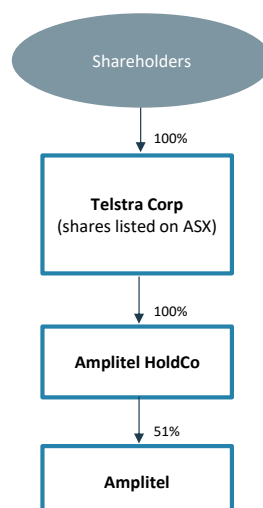 Shareholders
100%
Telstra Corp
(shares listed on ASX)
100%
Amplitel HoldCo
51%
Amplitel